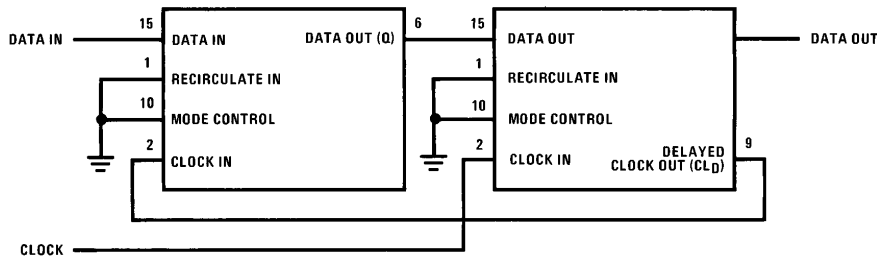 15 6 15
DATA IN DATA IN DATA OUT (Q) DATA OUT DATA OUT
1 1
RECIRCULATE IN RECIRCULATE IN
10 10
MODE CONTROL MODE CONTROL
2 2 DELAYED 9
CLOCK IN CLOCK IN CLOCK OUT (CLD)
CLOCK